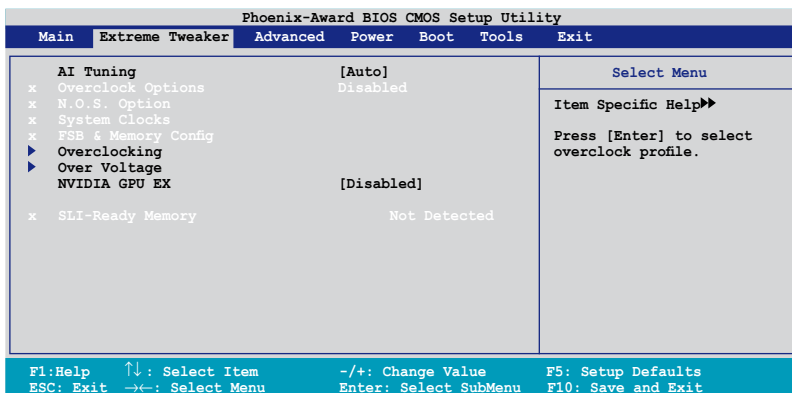 Phoenix-Award BIOS CMOS Setup Utility
Main Extreme Tweaker Advanced Power Boot Tools Exit
AI Tuning [Auto]
x Overclock Options Disabled
x N.O.S. Option
x System Clocks
x FSB & Memory Config
Overclocking
Over Voltage
NVIDIA GPU EX [Disabled]
x SLI-Ready Memory Not Detected
Select Menu
Item Specific Help
Press [Enter] to select
overclock profile.
F1:Help ↑↓: Select Item -/+: Change Value F5: Setup Defaults
ESC: Exit →←: Select Menu Enter: Select SubMenu F10: Save and Exit